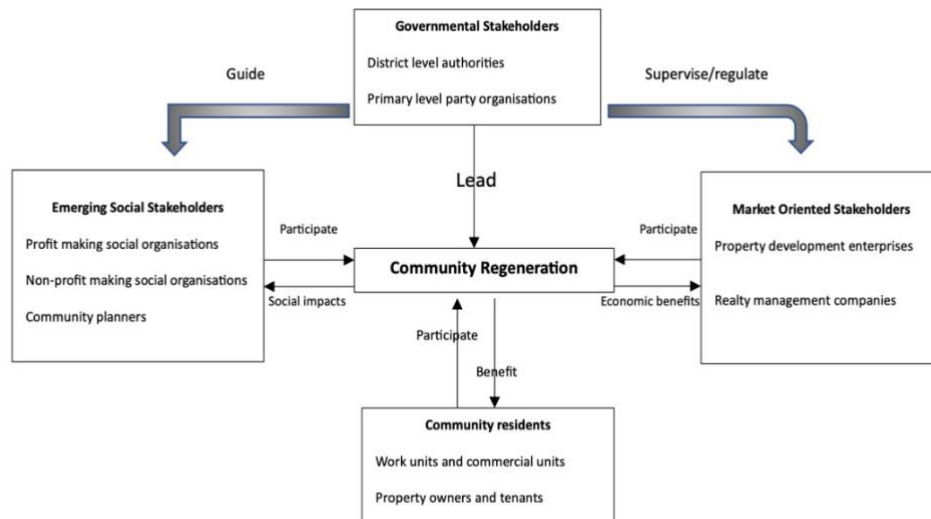 Governmental Stakeholders
District level authorities
Primary level party organisations
Guide
Supervise/regulate
Lead
Emerging Social Stakeholders
Profit making social organisations
Non-profit making social organisations
Community planners
Participate
Social impacts
Community Regeneration
Participate
Economic benefits
Market Oriented Stakeholders
Property development enterprises
Realty management companies
Participate
Benefit
Community residents
Work units and commercial units
Property owners and tenants